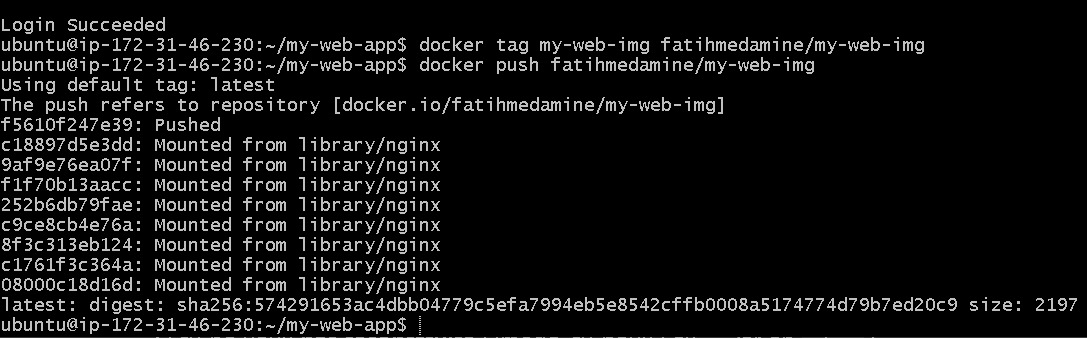 Login Succeeded
ubuntu@ip-172-31-46-230:~/my-web-app$ docker tag my-web-img fatihmedamine/my-web-img
ubuntu@ip-172-31-46-230:~/my-web-app$ docker push fatihmedamine/my-web-img
Using default tag: latest
The push refers to repository [docker.io/fatihmedamine/my-web-img]
f5610f247e39: Pushed
c18897d5e3dd: Mounted from library/nginx
9af9e76ea07f: Mounted from library/nginx
f1f70b13aacc: Mounted from library/nginx
252b6db79fae: Mounted from library/nginx
c9ce8cb4e76a: Mounted from library/nginx
8f3c313eb124: Mounted from library/nginx
c1761f3c364a: Mounted from library/nginx
08000c18d16d: Mounted from library/nginx
latest: digest: sha256:574291653ac4dbb04779c5efa7994eb5e8542cffb0008a5174774d79b7ed20c9 size: 2197
ubuntu@ip-172-31-46-230:~/my-web-app$